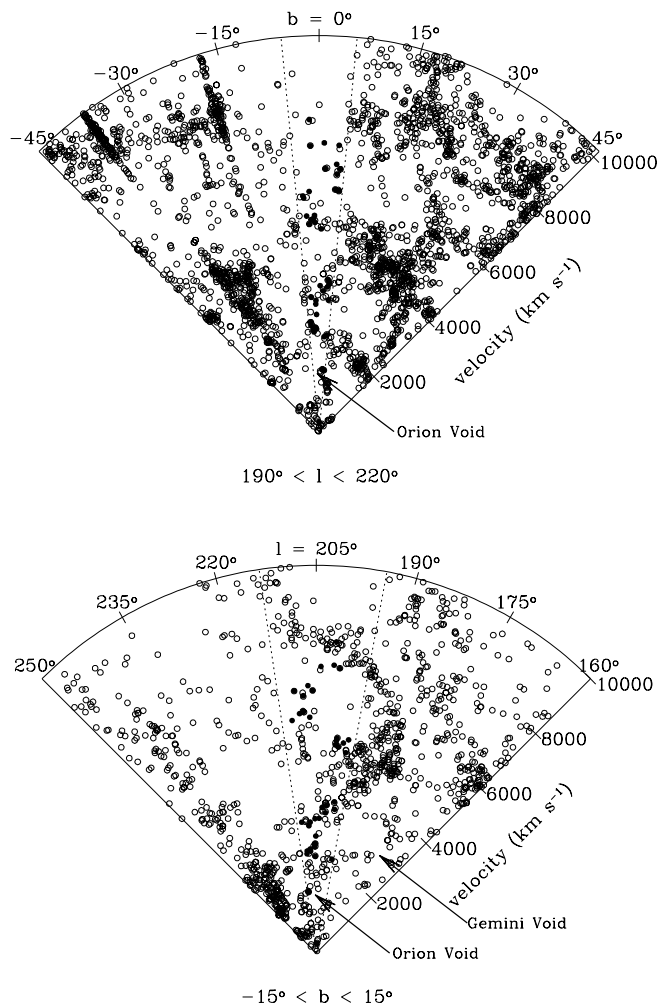 b = 0°
−15° 15°
−30° 30°
−45° 45°
10000
8000
6000
4000
2000
velocity (km s⁻¹)
Orion Void
190° < l < 220°
l = 205°
220° 190°
235° 175°
250° 160°
10000
8000
6000
4000
2000
velocity (km s⁻¹)
Gemini Void
Orion Void
−15° < b < 15°